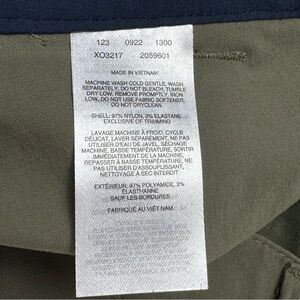 123 0922 1300
XO3217 2059601
MADE IN VIETNAM
MACHINE WASH COLD GENTLE, WASH
SEPARATELY, DO NOT BLEACH, TUMBLE
DRY LOW, REMOVE PROMPTLY, IRON
LOW, DO NOT USE FABRIC SOFTENER,
DO NOT DRYCLEAN
SHELL: 97% NYLON, 3% ELASTANE
EXCLUSIVE OF TRIMMING
LAVAGE MACHINE À FROID, CYCLE
DÉLICAT, LAVER SÉPARÉMENT, NE PAS
UTILISER D'EAU DE JAVEL, SÉCHAGE
MACHINE, BASSE TEMPÉRATURE, SORTIR
IMMÉDIATEMENT DE LA MACHINE,
REPASSER À BASSE TEMPÉRATURE, NE
PAS UTILISER D'ASSOUPLISSANT,
NETTOYAGE À SEC INTERDIT
EXTÉRIEUR: 97% POLYAMIDE, 3%
ÉLASTHANNE
SAUF LES BORDURES
FABRIQUÉ AU VIÊT NAM